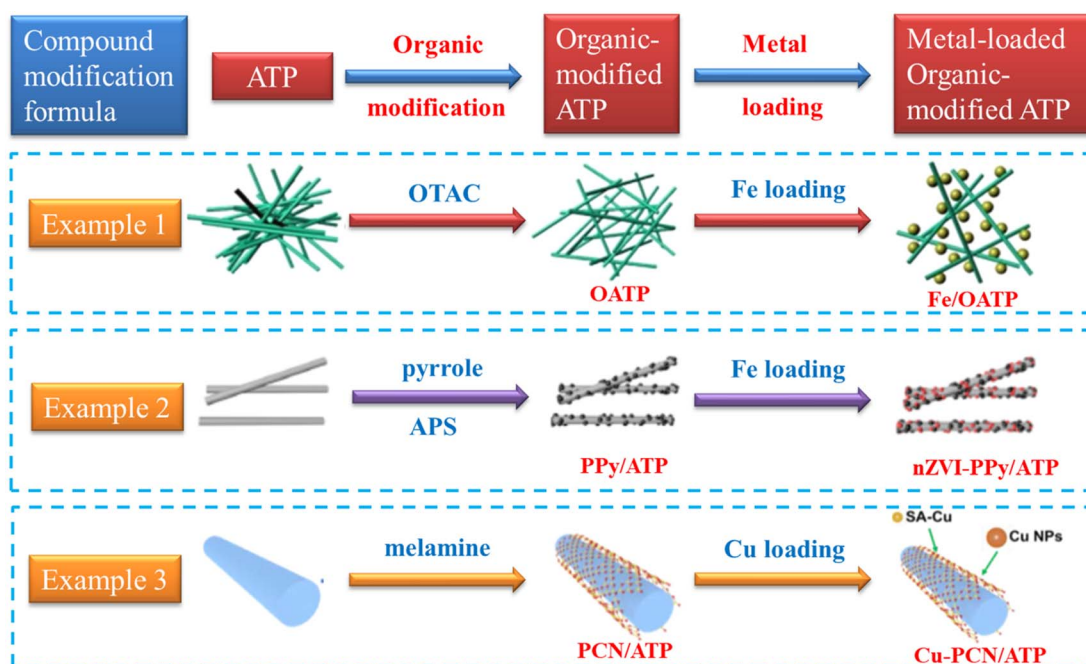 Compound
modification
formula
ATP
Organic
modification
Organic-
modified
ATP
Metal
loading
Metal-loaded
Organic-
modified ATP
Example 1
OTAC
OATP
Fe loading
Fe/OATP
Example 2
pyrrole
APS
PPy/ATP
Fe loading
nZVI-PPy/ATP
Example 3
melamine
PCN/ATP
Cu loading
SA-Cu
Cu NPs
Cu-PCN/ATP